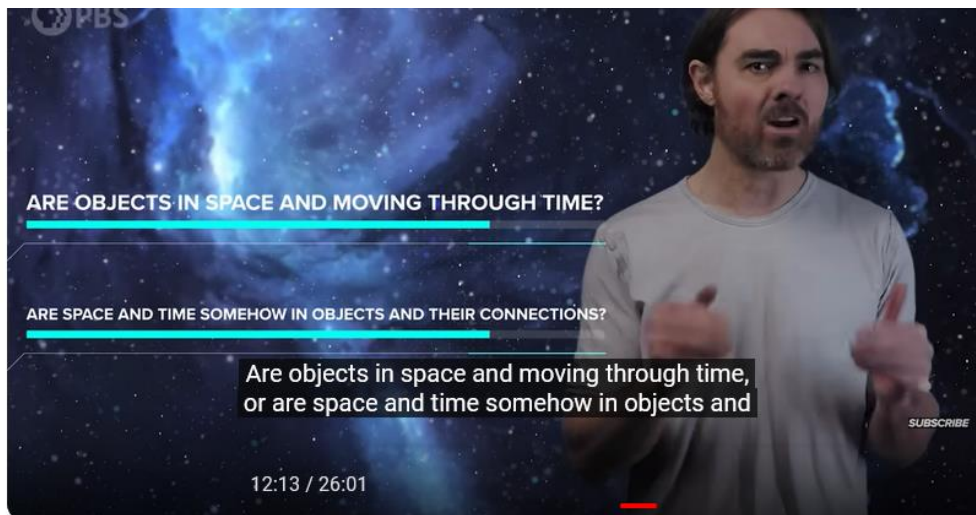 PBS
ARE OBJECTS IN SPACE AND MOVING THROUGH TIME?
ARE SPACE AND TIME SOMEHOW IN OBJECTS AND THEIR CONNECTIONS?
Are objects in space and moving through time,
or are space and time somehow in objects and
SUBSCRIBE
12:13 / 26:01